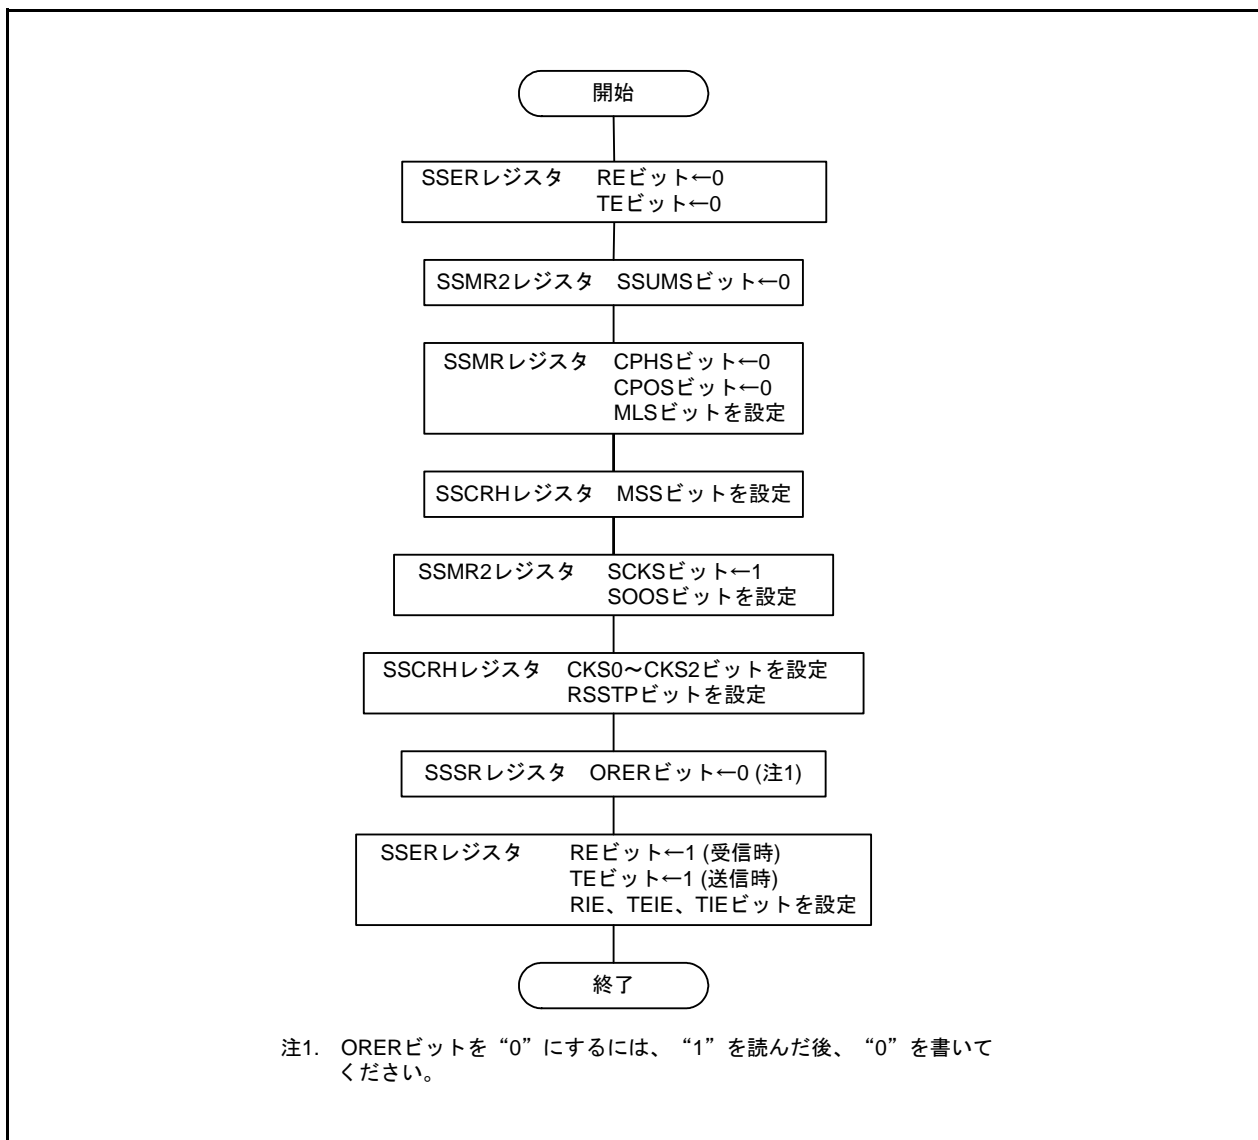 開始
SSERレジスタ REビット←0
TEビット←0
SSMR2レジスタ SSUMSビット←0
SSMRレジスタ CPHSビット←0
CPOSビット←0
MLSビットを設定
SSCRHレジスタ MSSビットを設定
SSMR2レジスタ SCKSビット←1
SOOSビットを設定
SSCRHレジスタ CKS0～CKS2ビットを設定
RSSTPビットを設定
SSSRレジスタ ORERビット←0 (注1)
SSERレジスタ REビット←1 (受信時)
TEビット←1 (送信時)
RIE、TEIE、TIEビットを設定
終了
注1. ORERビットを“0”にするには、“1”を読んだ後、“0”を書いて
ください。